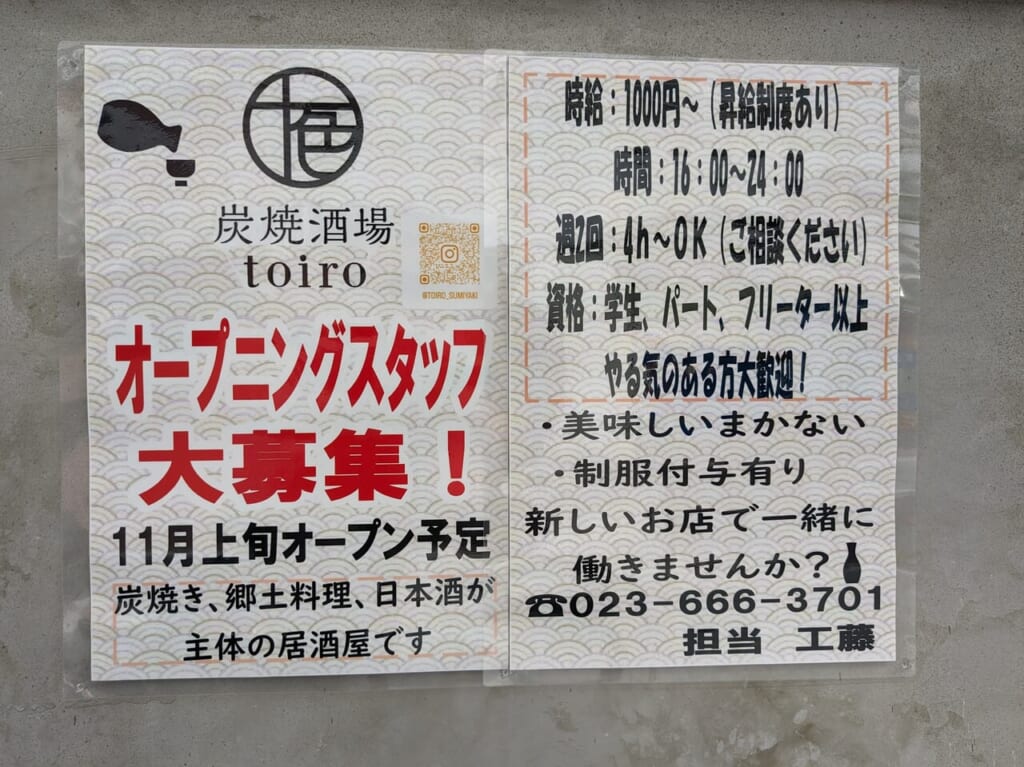 十色
炭焼酒場
toiro
@TOIRO_SUMIYAKI
オープニングスタッフ
大募集！
11月上旬オープン予定
炭焼き、郷土料理、日本酒が
主体の居酒屋です
時給：1000円～（昇給制度あり）
時間：16：00～24：00
週2回：4h～OK（ご相談ください）
資格：学生、パート、フリーター以上
やる気のある方大歓迎！
・美味しいまかない
・制服付与有り
新しいお店で一緒に
働きませんか？
☎023-666-3701
担当　工藤